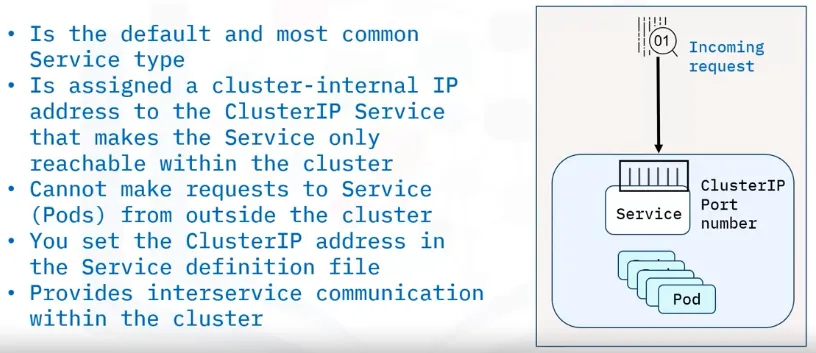 • Is the default and most common
Service type
• Is assigned a cluster-internal IP
address to the ClusterIP Service
that makes the Service only
reachable within the cluster
• Cannot make requests to Service
(Pods) from outside the cluster
• You set the ClusterIP address in
the Service definition file
• Provides interservice communication
within the cluster
01
Incoming
request
ClusterIP
Port
number
Service
Pod